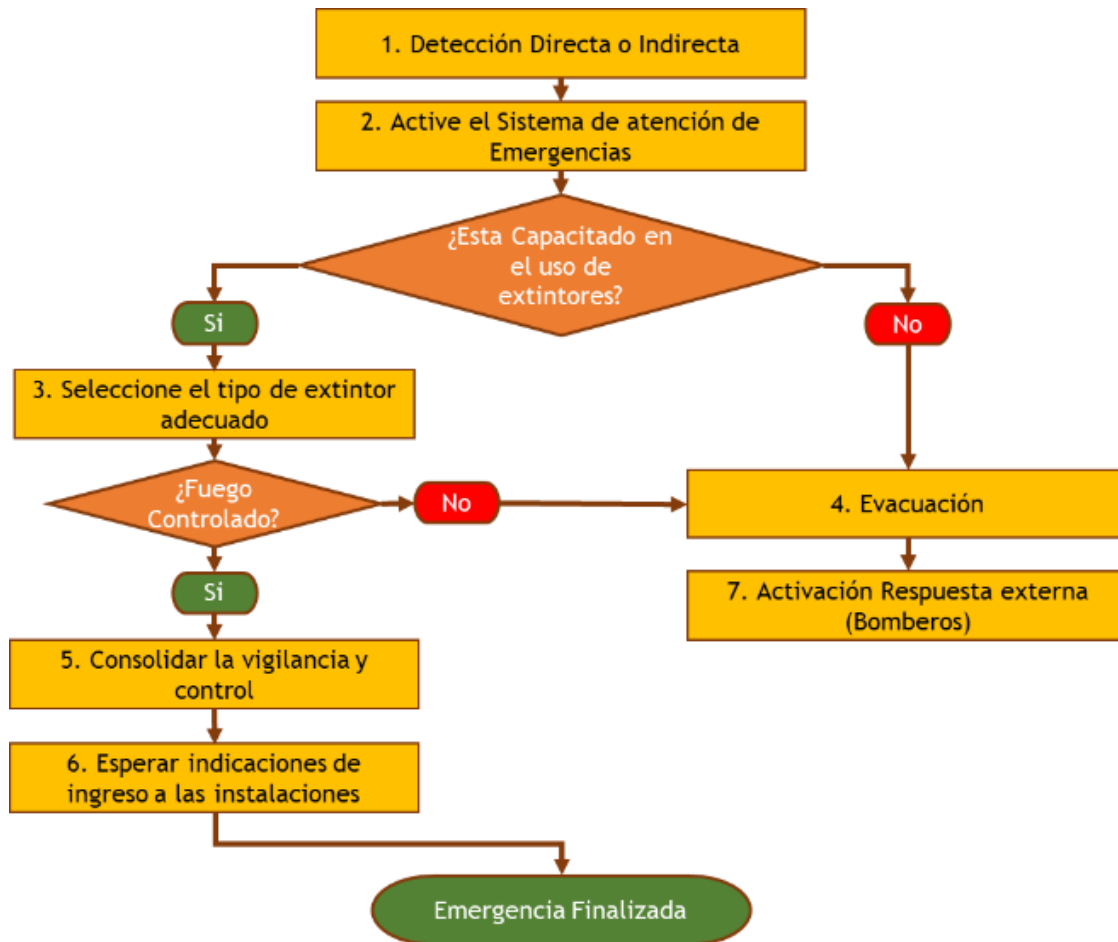 1. Detección Directa o Indirecta
2. Active el Sistema de atención de
Emergencias
¿Esta Capacitado en
el uso de
extintores?
Si
No
3. Seleccione el tipo de extintor
adecuado
¿Fuego
Controlado?
No
4. Evacuación
Si
7. Activación Respuesta externa
(Bomberos)
5. Consolidar la vigilancia y
control
6. Esperar indicaciones de
ingreso a las instalaciones
Emergencia Finalizada